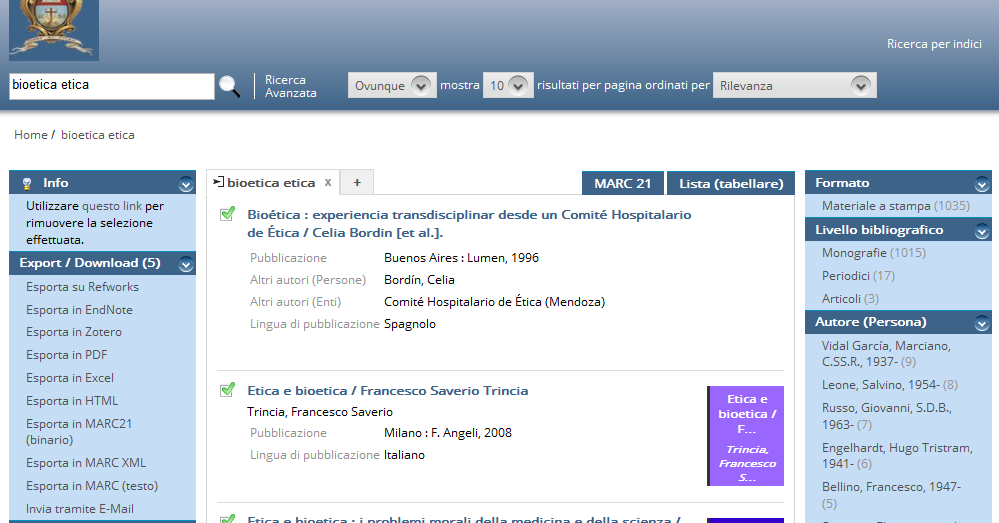 Ricerca per indici
bioetica etica
Ricerca
Avanzata
Ovunque mostra 10 risultati per pagina ordinati per Rilevanza
Home / bioetica etica
Info
Utilizzare questo link per
rimuovere la selezione
effettuata.
Export / Download (5)
Esporta su Refworks
Esporta in EndNote
Esporta in Zotero
Esporta in PDF
Esporta in Excel
Esporta in HTML
Esporta in MARC21
(binario)
Esporta in MARC XML
Esporta in MARC (testo)
Invia tramite E-Mail
bioetica etica x +
MARC 21 Lista (tabellare)
Bioética : experiencia transdisciplinar desde un Comité Hospitalario
de Ética / Celia Bordin [et al.].
Pubblicazione Buenos Aires : Lumen, 1996
Altri autori (Persone) Bordín, Celia
Altri autori (Enti) Comité Hospitalario de Ética (Mendoza)
Lingua di pubblicazione Spagnolo
Etica e bioetica / Francesco Saverio Trincia
Trincia, Francesco Saverio
Pubblicazione Milano : F. Angeli, 2008
Lingua di pubblicazione Italiano
Etica e
bioetica /
F...
Trincia,
Francesco
S...
Etica e bioetica : i problemi morali della medicina e della scienza /
Formato
Materiale a stampa (1035)
Livello bibliografico
Monografie (1015)
Periodici (17)
Articoli (3)
Autore (Persona)
Vidal García, Marciano,
C.SS.R., 1937- (9)
Leone, Salvino, 1954- (8)
Russo, Giovanni, S.D.B.,
1963- (7)
Engelhardt, Hugo Tristram,
1941- (6)
Bellino, Francesco, 1947-
(5)